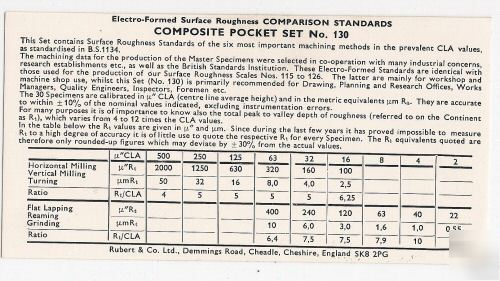 Electro-Formed Surface Roughness COMPARISON STANDARDS
COMPOSITE POCKET SET No. 130
This Set contains Surface Roughness Standards of the six most important machining methods in the prevalent CLA values,
as standardised in B.S.1134.
The machining data for the production of the Master Specimens were selected in co-operation with many industrial concerns,
research establishments etc., as well as the British Standards Institution. These Electro-Formed Standards are identical with
those used for the production of our Surface Roughness Scales Nos. 115 to 126. The latter are mainly for workshop and
machine shop use, whilst this Set (No. 130) is primarily recommended for Drawing, Planning and Research Offices, Works
Managers, Quality Engineers, Inspectors, Foremen etc.
The 30 Specimens are calibrated in μ" CLA (centre line average height) and in the metric equivalents μm Rt. They are accurate
to within ±10% of the nominal values indicated, excluding instrumentation errors.
For many purposes it is of importance to know also the total peak to valley depth of roughness (referred to on the Continent
as Rt), which varies from 4 to 12 times the CLA values.
In the table below the Rt values are given in μ" and μm. Since during the last few years it has proved impossible to measure
Rt to a high degree of accuracy it is of little use to quote the respective Rt for every Specimen. The Rt equivalents quoted are
therefore only rounded-up figures which may deviate by ±30% from the actual values.
μ"CLA 500 250 125 63 32 16 8 4 2
Horizontal Milling μ"Rt 2000 1250 630 320 160 100
Vertical Milling
Turning μmRt 50 32 16 8,0 4,0 2,5
Ratio Rt/CLA 4 5 5 5 5 6,25
Flat Lapping μ"Rt 400 240 120 63 40 22
Reaming
Grinding μmRt 10 6,0 3,0 1,6 1,0 0,55
Ratio Rt/CLA 6,4 7,5 7,5 7,9 10
Rubert & Co. Ltd., Demmings Road, Cheadle, Cheshire, England SK8 2PG